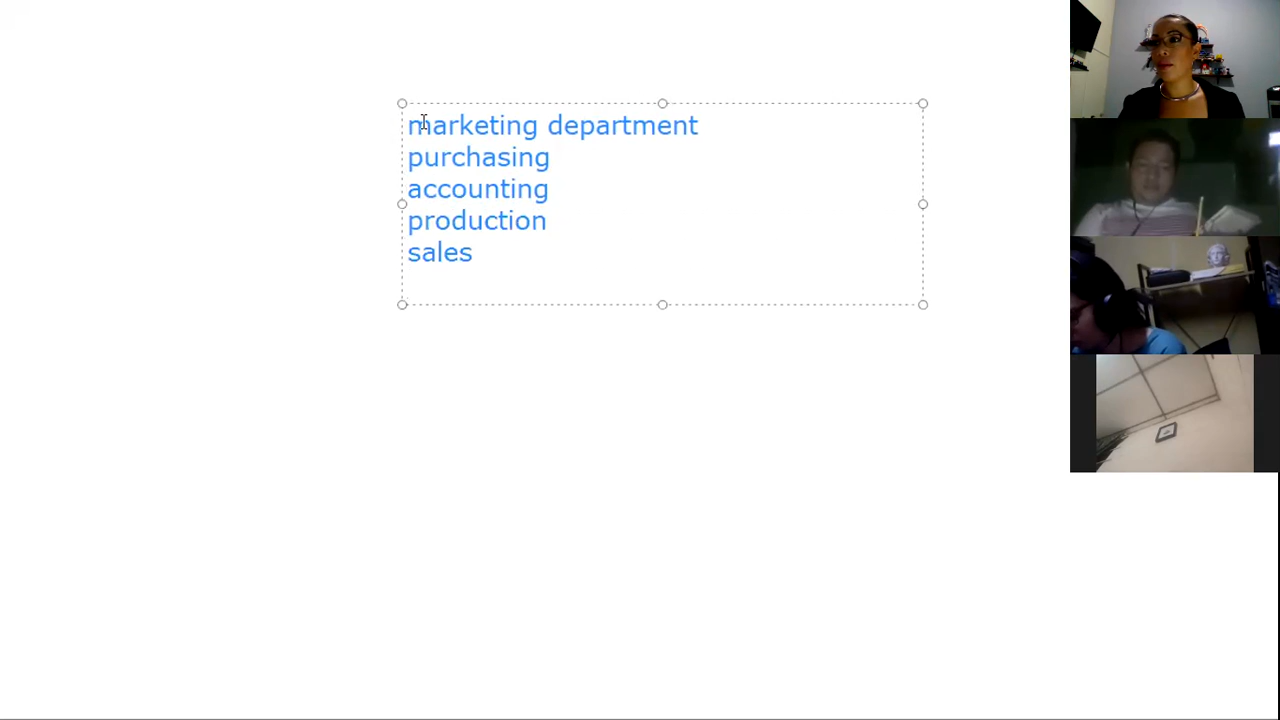 marketing department
purchasing
accounting
production
sales